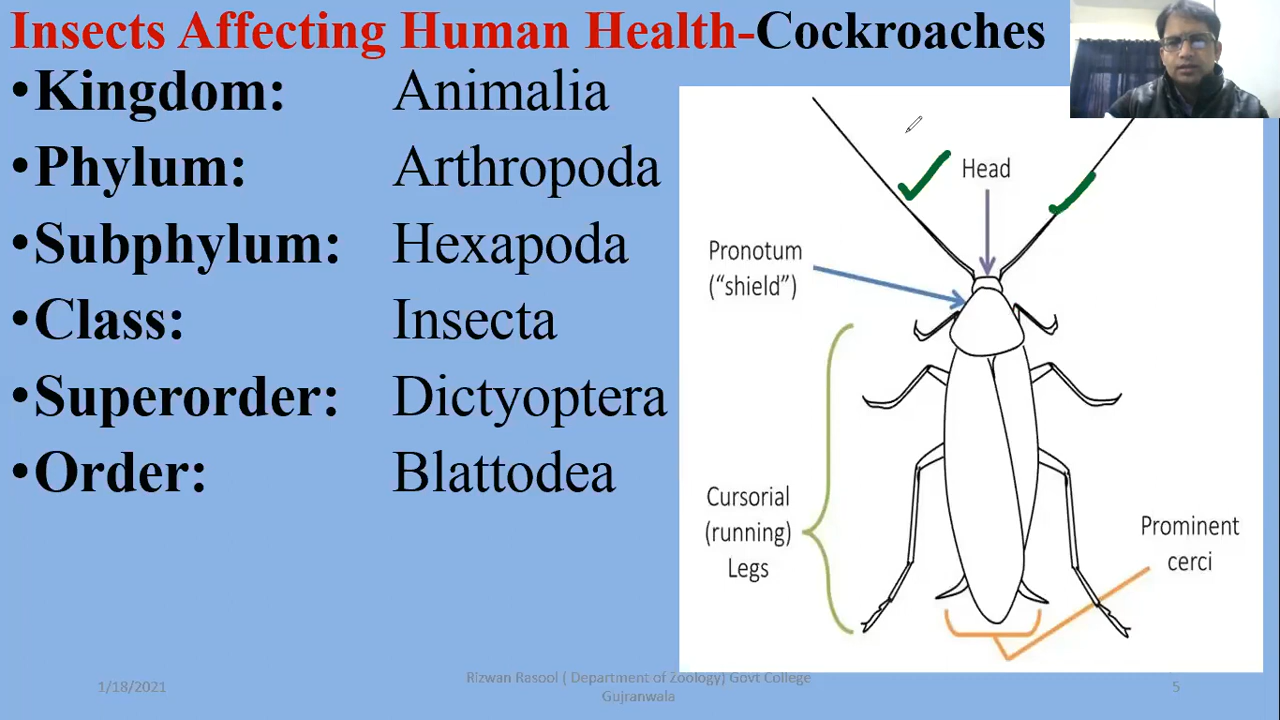 Insects Affecting Human Health-Cockroaches
•Kingdom: Animalia
•Phylum: Arthropoda
•Subphylum: Hexapoda
•Class: Insecta
•Superorder: Dictyoptera
•Order: Blattodea
Head
Pronotum
(“shield”)
Cursorial
(running)
Legs
Prominent
cerci
1/18/2021
Rizwan Rasool ( Department of Zoology) Govt College
Gujranwala
5